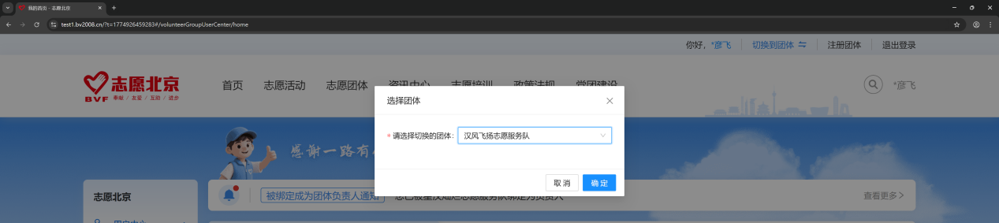 我的首页 - 志愿北京
test1.bv2008.cn/?t=1774926459283#/volunteerGroupUserCenter/home
你好，*彦飞 切换到团体 注册团体 退出登录
志愿北京
BVF 奉献 / 友爱 / 互助 / 进步
首页 志愿活动 志愿团体 资讯中心 志愿培训 政策法规 党团建设 *彦飞
选择团体
* 请选择切换的团体： 汉风飞扬志愿服务队
取消 确定
感谢一路有
志愿北京
被绑定成为团体负责人通知
查看更多
用户中心